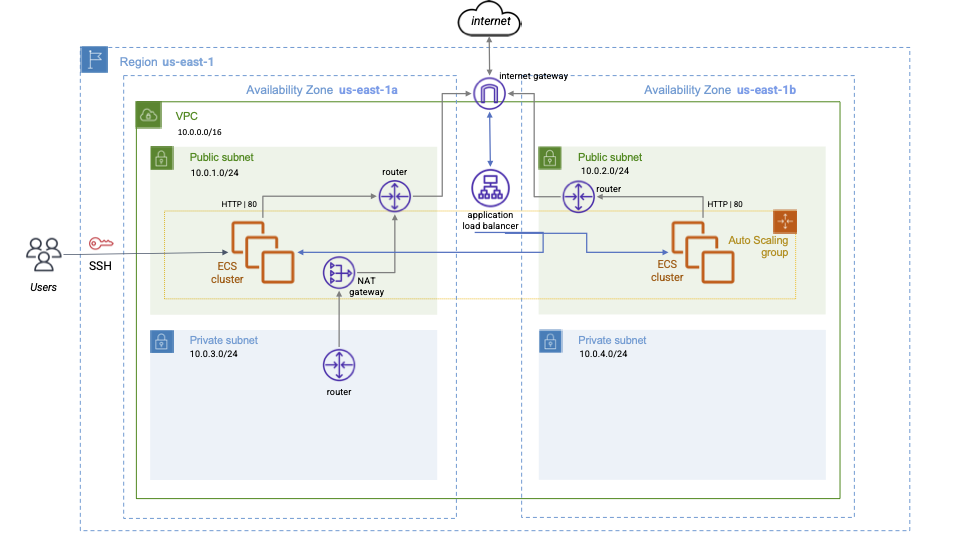 internet
Region us-east-1
internet gateway
Availability Zone us-east-1a
Availability Zone us-east-1b
VPC
10.0.0.0/16
Public subnet
10.0.1.0/24
router
Public subnet
10.0.2.0/24
router
HTTP | 80
HTTP | 80
application
load balancer
Auto Scaling
group
SSH
Users
ECS
cluster
NAT
gateway
ECS
cluster
Private subnet
10.0.3.0/24
router
Private subnet
10.0.4.0/24